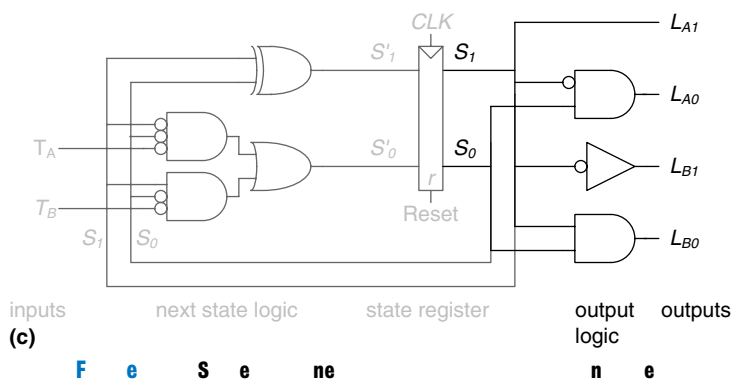 CLK
S'1 S1 LA1
LA0
TA S'0 S0 LB1
r
TB Reset
S1 S0 LB0
inputs next state logic state register output logic outputs
(c)
F e S e ne n e